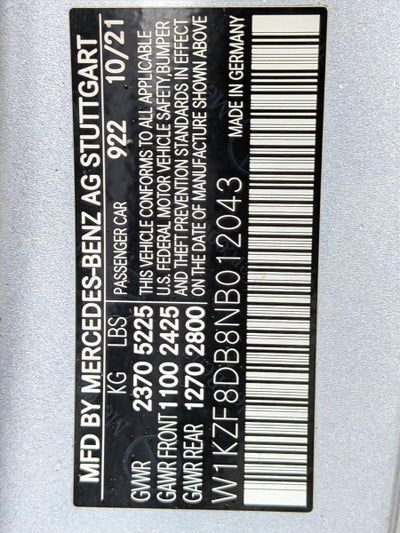 MFD BY MERCEDES-BENZ AG STUTTGART
KG LBS PASSENGER CAR 922 10/21
GVWR 2370 5225 THIS VEHICLE CONFORMS TO ALL APPLICABLE
GAWR FRONT 1100 2425 U.S. FEDERAL MOTOR VEHICLE SAFETY/BUMPER
GAWR REAR 1270 2800 AND THEFT PREVENTION STANDARDS IN EFFECT
ON THE DATE OF MANUFACTURE SHOWN ABOVE
W1KZF8DB8NB012043 MADE IN GERMANY